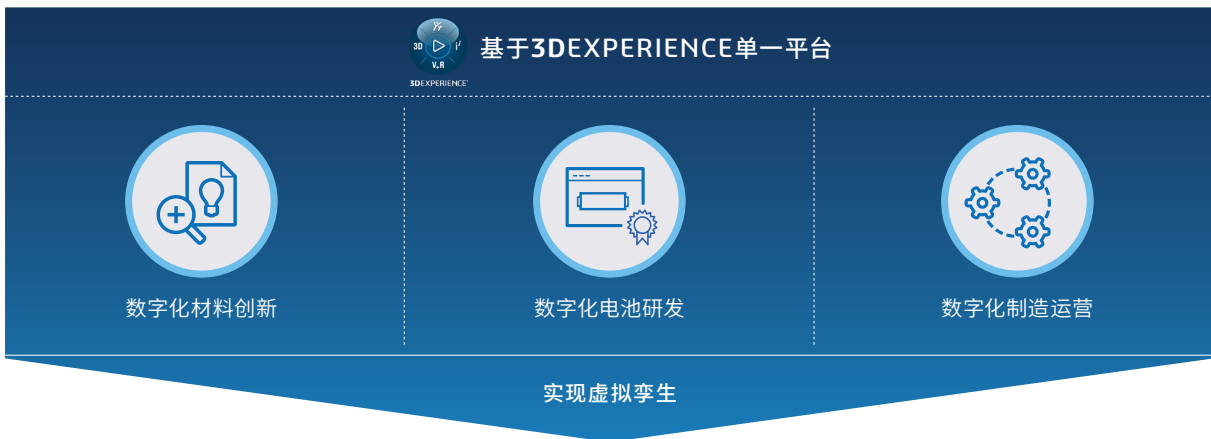 基于3DEXPERIENCE单一平台
3D
V.R
3DEXPERIENCE
数字化材料创新
数字化电池研发
数字化制造运营
实现虚拟孪生